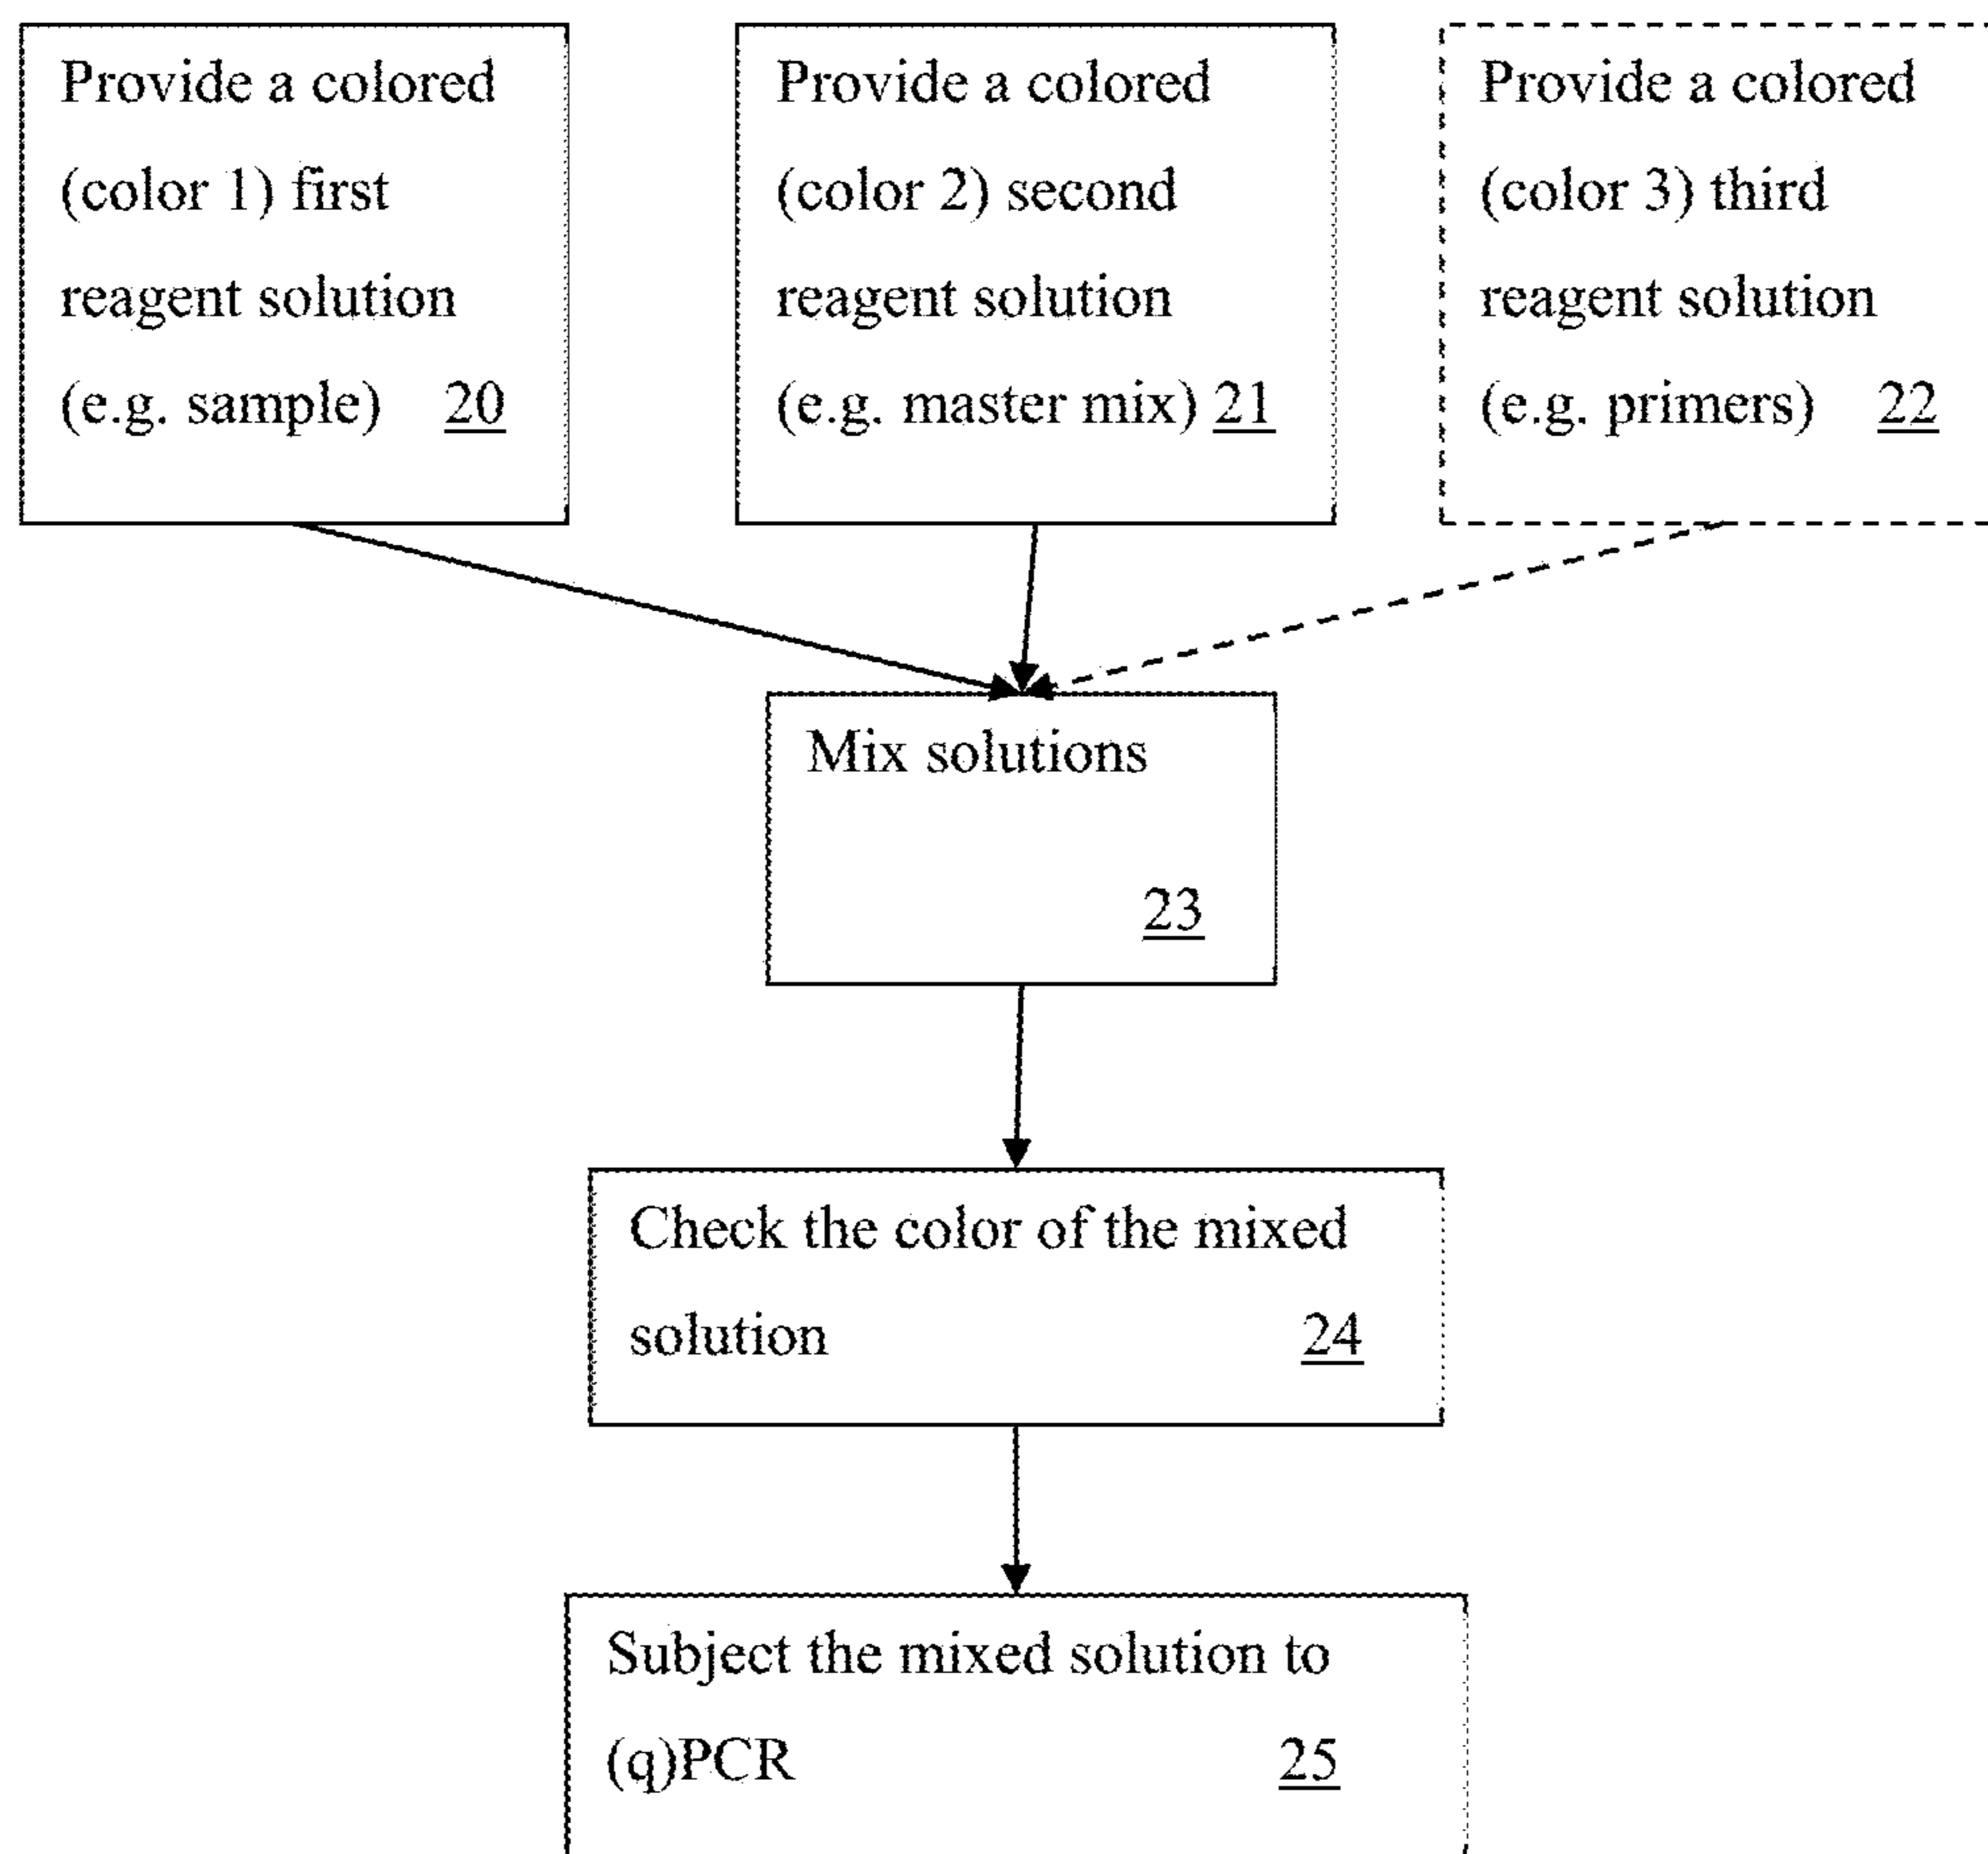 Provide a colored
(color 1) first
reagent solution
(e.g. sample) 20
Provide a colored
(color 2) second
reagent solution
(e.g. master mix) 21
Provide a colored
(color 3) third
reagent solution
(e.g. primers) 22
Mix solutions
23
Check the color of the mixed
solution 24
Subject the mixed solution to
(q)PCR 25